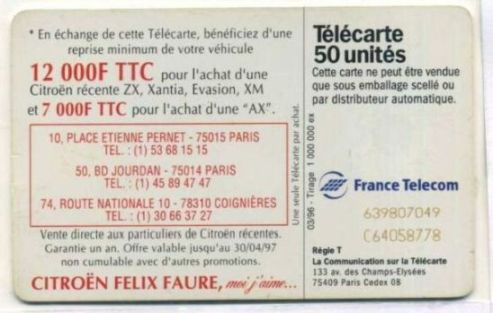 * En échange de cette Télécarte, bénéficiez d'une
reprise minimum de votre véhicule
12 000F TTC pour l'achat d'une
Citroën récente ZX, Xantia, Evasion, XM
et 7 000F TTC pour l'achat d'une "AX".
10, PLACE ETIENNE PERNET - 75015 PARIS
TEL. : (1) 53 68 15 15
50, BD JOURDAN - 75014 PARIS
TEL. : (1) 45 89 47 47
74, ROUTE NATIONALE 10 - 78310 COIGNIÈRES
TEL. : (1) 30 66 37 27
Vente directe aux particuliers de Citroën récentes.
Garantie un an. Offre valable jusqu'au 30/04/97
non cumulable avec d'autres promotions.
CITROËN FELIX FAURE, moi j'aime...
Une seule Télécarte par achat.
03/96 - Tirage 1 000 000 ex
Télécarte
50 unités
Cette carte ne peut être vendue
que sous emballage scellé ou
par distributeur automatique.
France Telecom
639807049
C64058778
Régie T
La Communication sur la Télécarte
133 av. des Champs-Elysées
75409 Paris Cedex 08